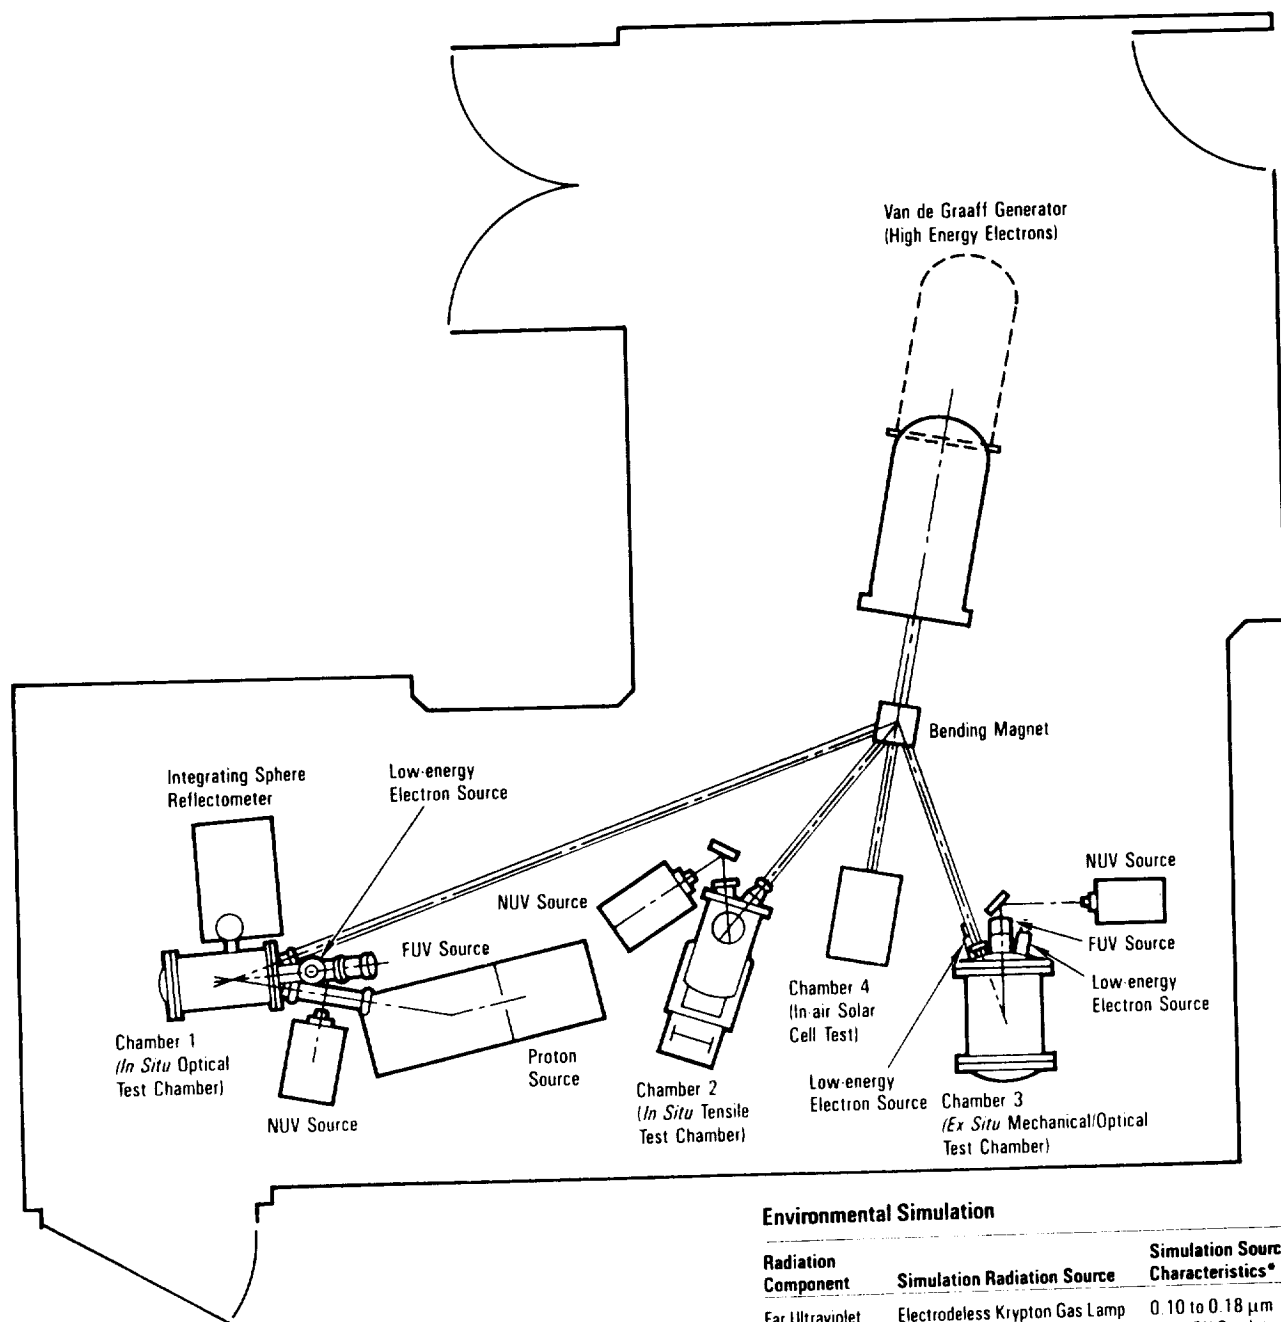 Van de Graaff Generator
(High Energy Electrons)
Bending Magnet
Integrating Sphere
Reflectometer
Low-energy
Electron Source
NUV Source
FUV Source
NUV Source
FUV Source
Low-energy
Electron Source
Chamber 4
(In-air Solar
Cell Test)
Chamber 1
(In Situ Optical
Test Chamber)
Proton
Source
NUV Source
Chamber 2
(In Situ Tensile
Test Chamber)
Low-energy
Electron Source
Chamber 3
(Ex Situ Mechanical/Optical
Test Chamber)
Environmental Simulation
Radiation
Component
Simulation Radiation Source
Simulation Sourc
Characteristics*
Far Ultraviolet
Electrodeless Krypton Gas Lamp
0.10 to 0.18 μm